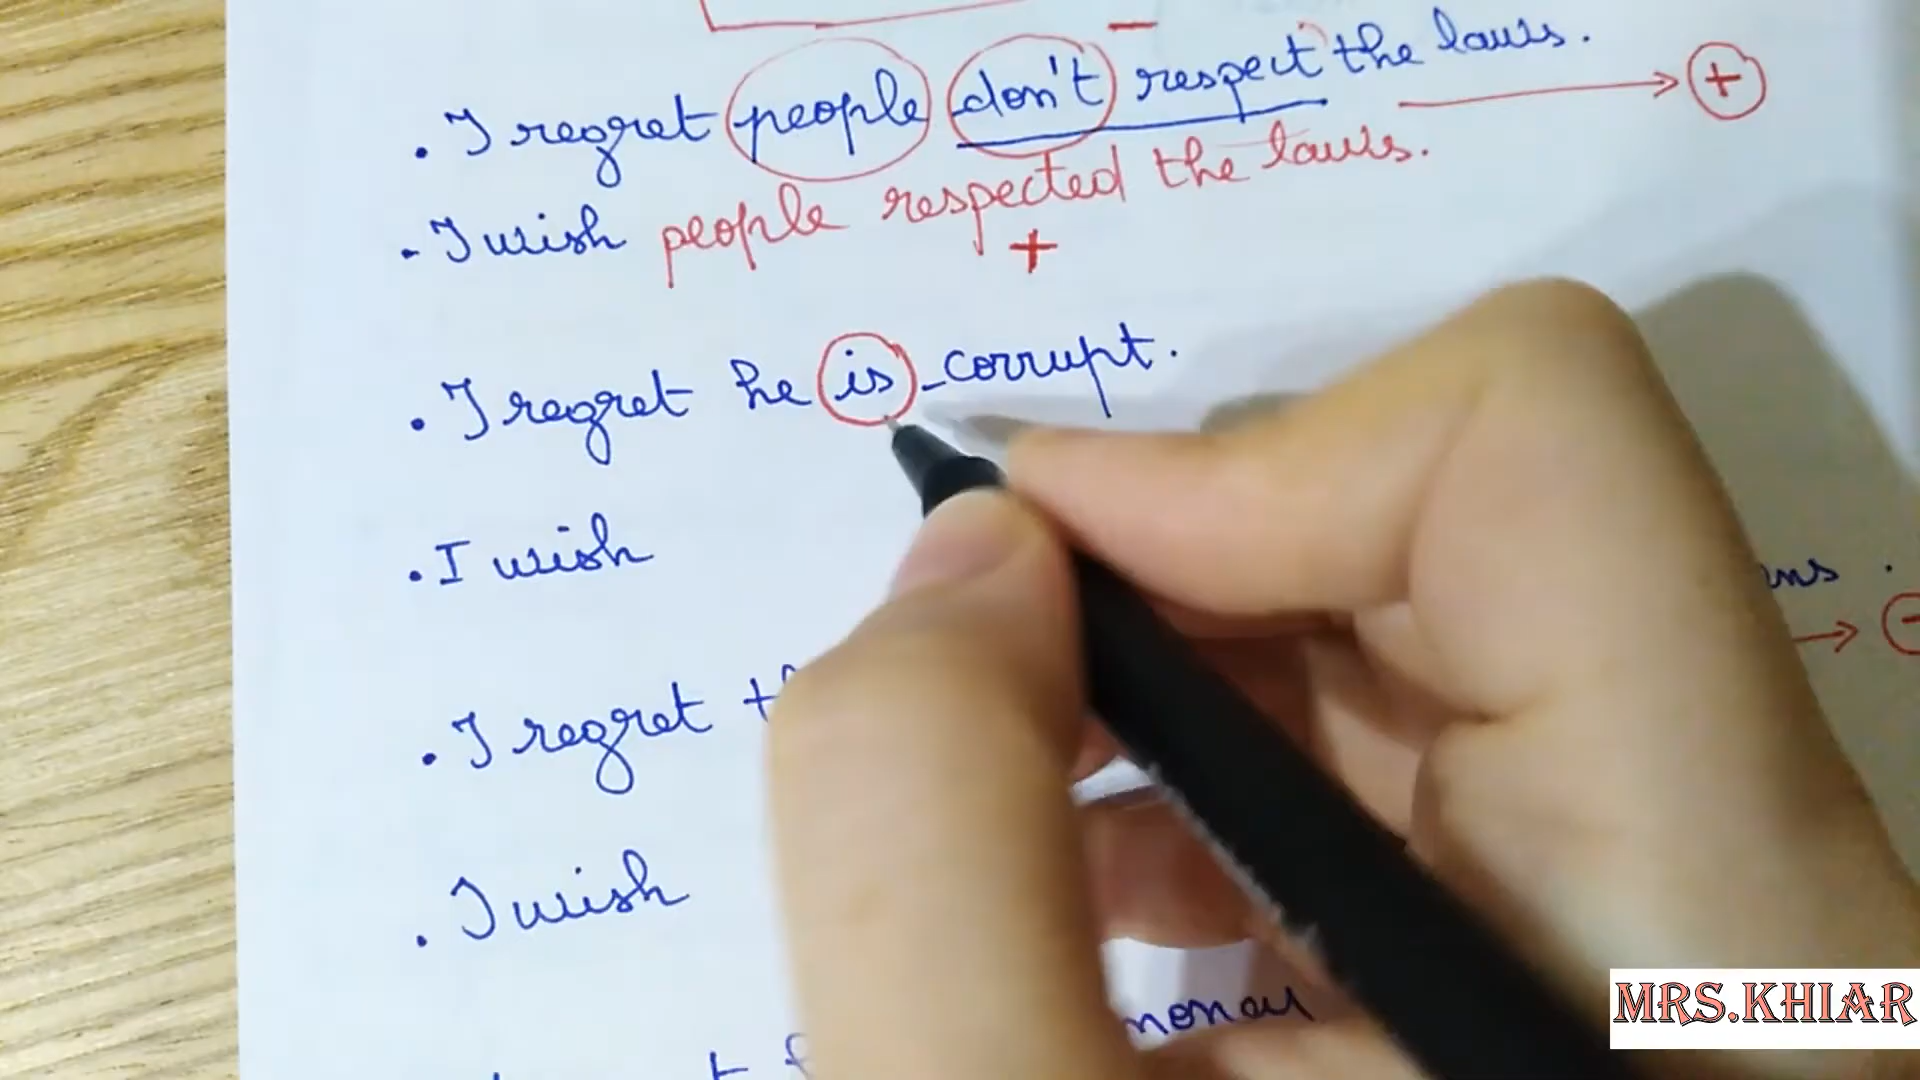 . I regret people don't respect the laws. → +
- I wish people respected the laws.
+
. I regret he is corrupt.
. I wish
. I regret
. I wish
money
MRS.KHIAR